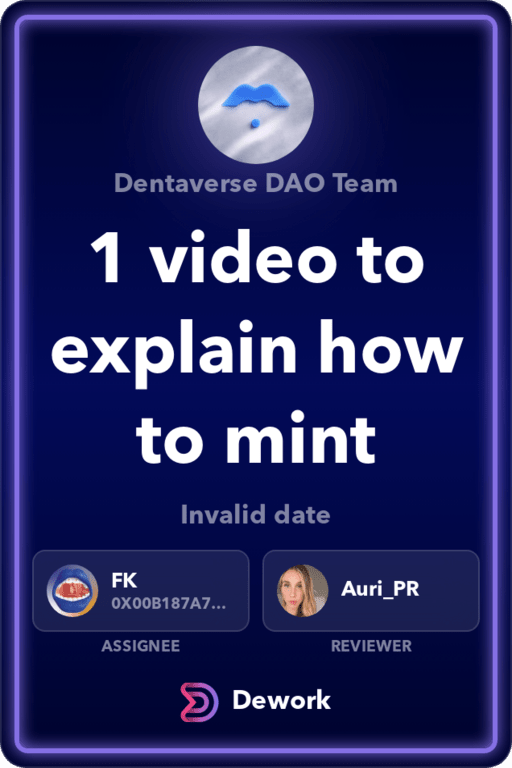 Dentaverse DAO Team
1 video to
explain how
to mint
Invalid date
FK
0X00B187A7...
Auri_PR
ASSIGNEE
REVIEWER
Dework